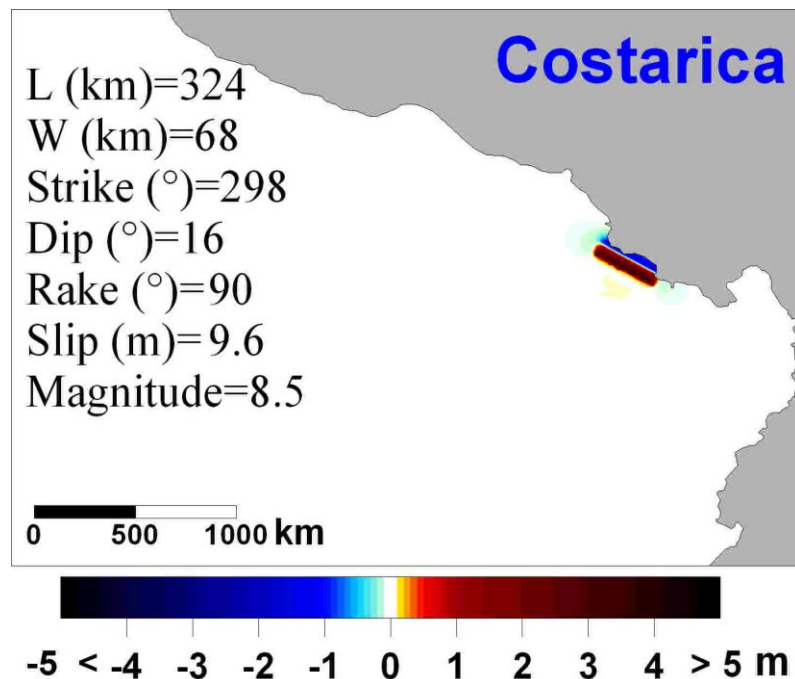 Costarica
L (km)=324
W (km)=68
Strike (°)=298
Dip (°)=16
Rake (°)=90
Slip (m)=9.6
Magnitude=8.5
0 500 1000 km
-5 < -4 -3 -2 -1 0 1 2 3 4 > 5 m